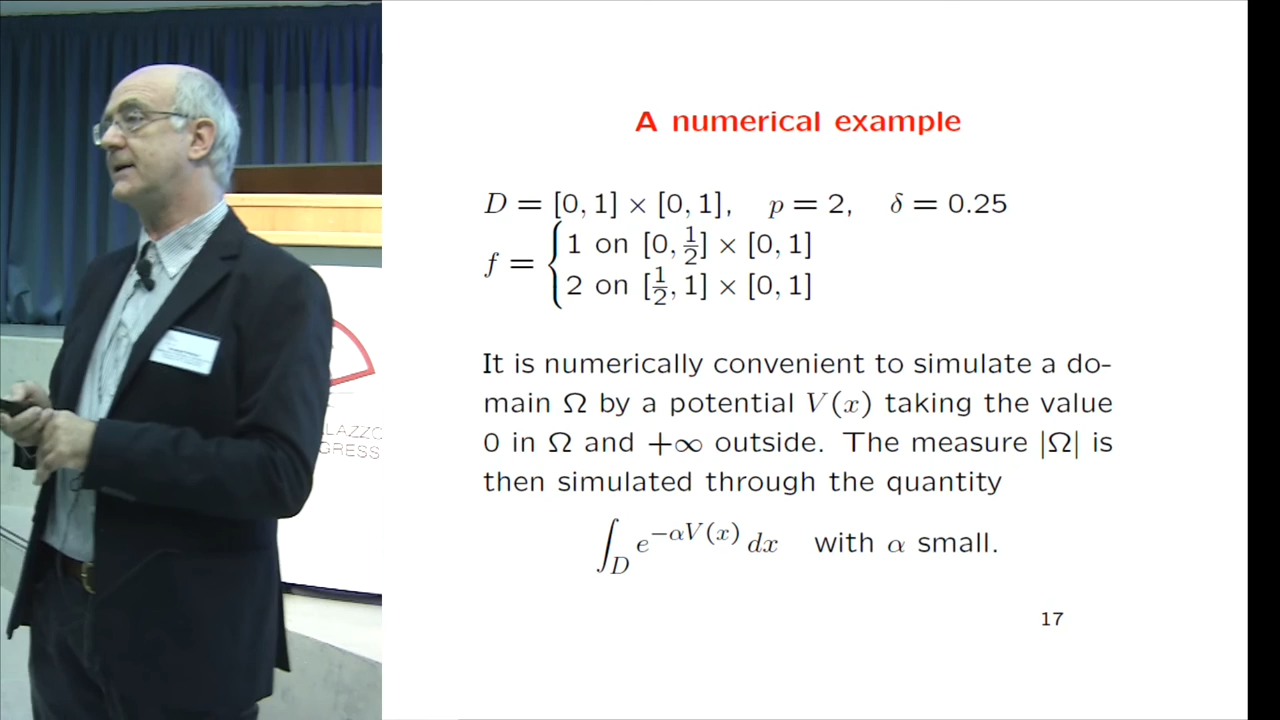 A numerical example
D = [0, 1] × [0, 1], p = 2, δ = 0.25
f = { 1 on [0, 1/2] × [0, 1]
2 on [1/2, 1] × [0, 1]
It is numerically convenient to simulate a do-
main Ω by a potential V(x) taking the value
0 in Ω and +∞ outside. The measure |Ω| is
then simulated through the quantity
∫_D e^{-αV(x)} dx with α small.
17